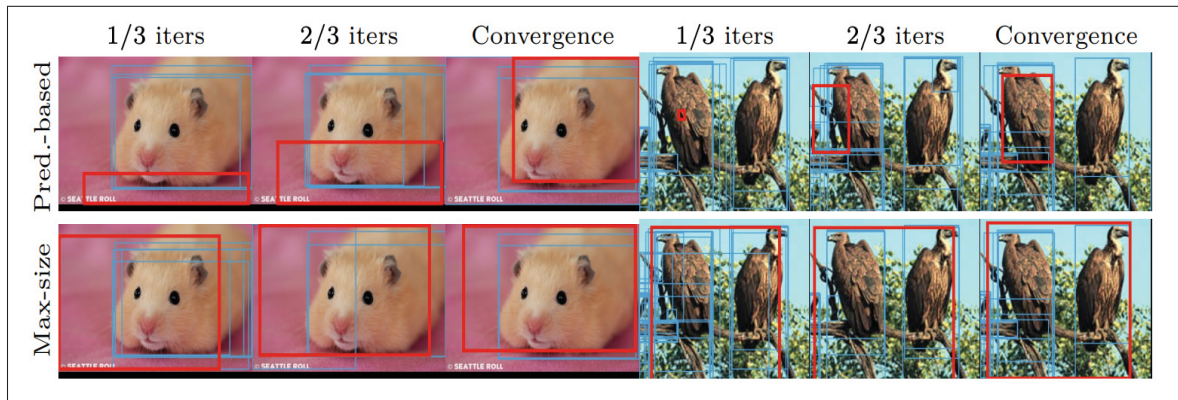 1/3 iters 2/3 iters Convergence 1/3 iters 2/3 iters Convergence
Pred.-based
© SEATTLE ROLL © SEATTLE ROLL © SEATTLE ROLL
Max-size
© SEATTLE ROLL © SEATTLE ROLL © SEATTLE ROLL